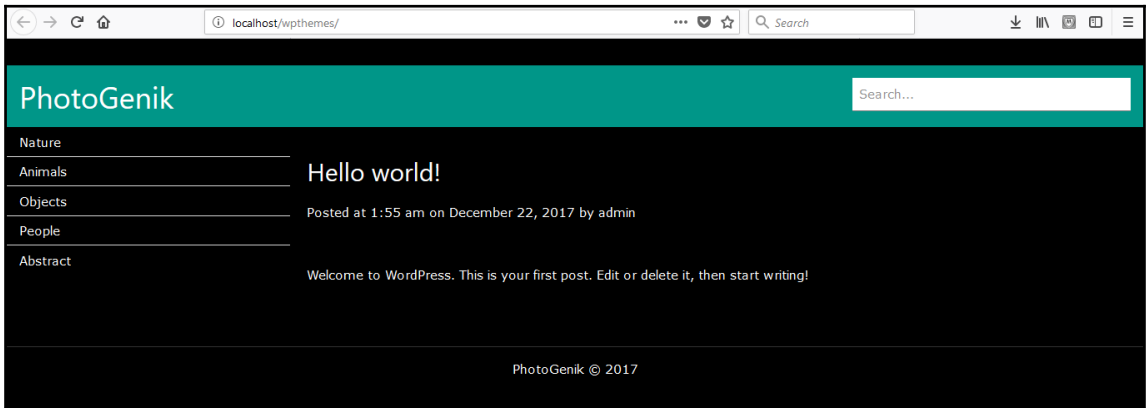 localhost/wpthemes/
Search
PhotoGenik
Search...
Nature
Animals
Objects
People
Abstract
Hello world!
Posted at 1:55 am on December 22, 2017 by admin
Welcome to WordPress. This is your first post. Edit or delete it, then start writing!
PhotoGenik © 2017